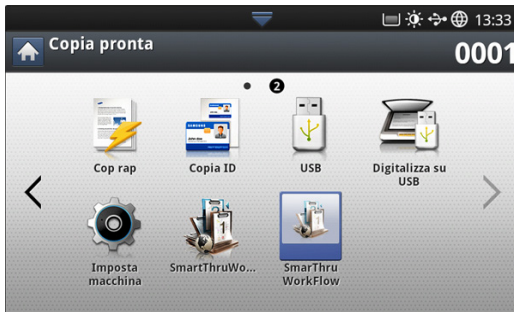 13:33
Copia pronta
0001
2
Cop rap
Copia ID
USB
Digitalizza su
USB
Imposta
macchina
SmartThruWo...
SmarThru
WorkFlow